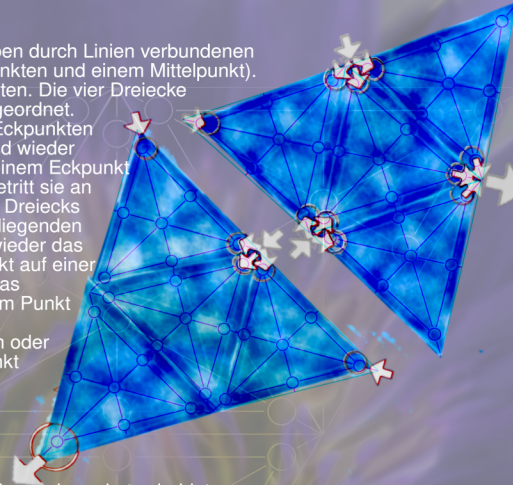 ben durch Linien verbundenen
nkten und einem Mittelpunkt).
ten. Die vier Dreiecke
geordnet.
Eckpunkten
d wieder
inem Eckpunkt
etritt sie an
Dreiecks
liegenden
vieder das
kt auf einer
as
m Punkt
n oder
nkt